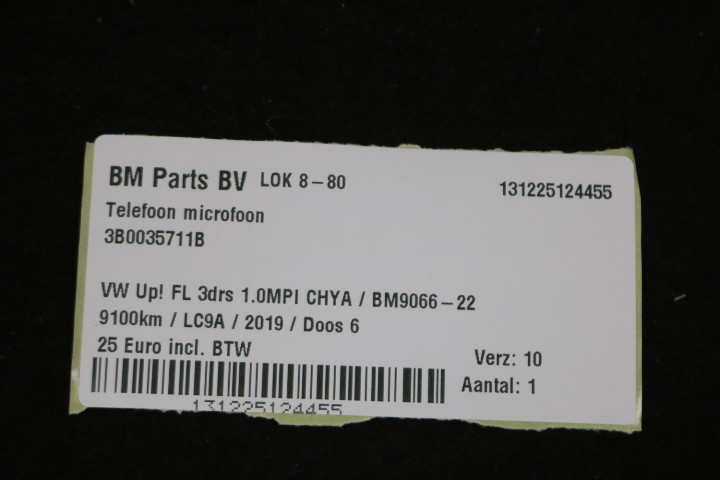 BM Parts BV LOK 8-80 131225124455
Telefoon microfoon
3B0035711B
VW Up! FL 3drs 1.0MPI CHYA / BM9066-22
9100km / LC9A / 2019 / Doos 6
25 Euro incl. BTW Verz: 10
Aantal: 1
131225124455